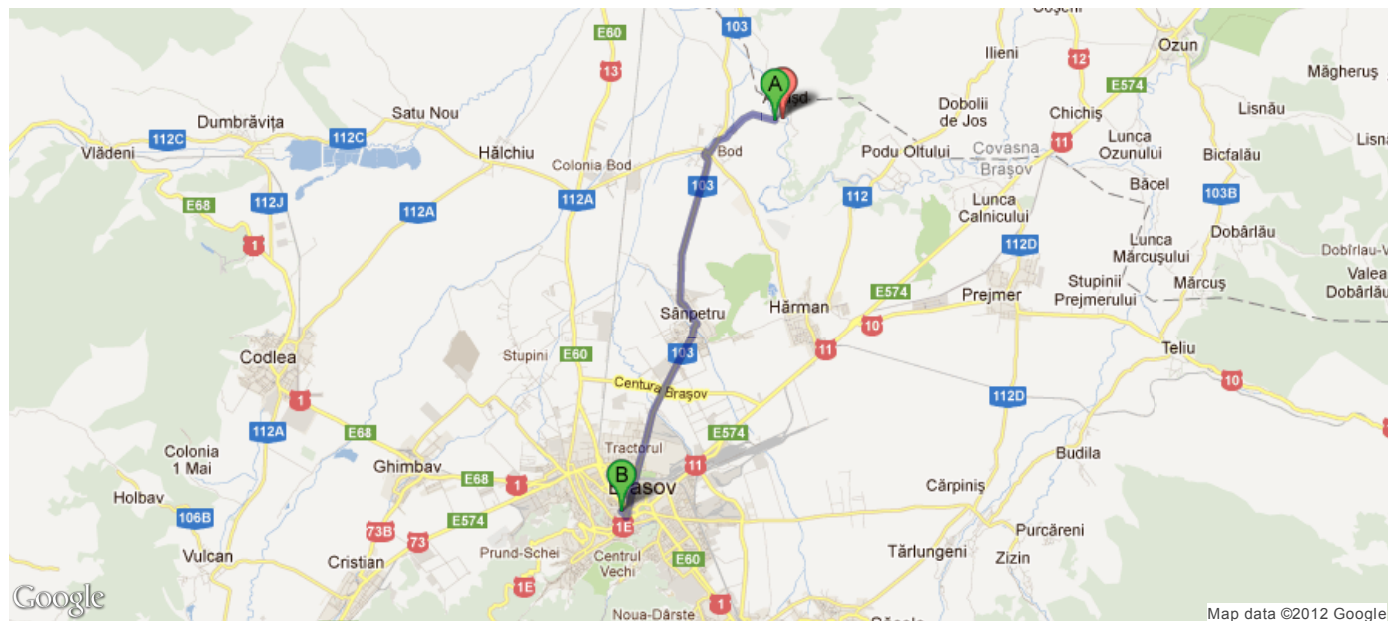 103
E60
Coșeni
Ozun
Ilieni
12
13
A
Măgheruș
E574
Satu Nou
Dobolii
de Jos
Chichiș
Lisnău
Dumbrăvița
112C
112C
Lunca
Ozunului
11
Vlădeni
Hălchiu
Bod
Podu Oltului
Covasna
Brașov
Bicfalău
Colonia Bod
Băcel
103
112
103B
E68
112J
112A
112A
Lunca
Calnicului
1
112D
Lunca
Mărcușului
Dobârlău
Dobîrlau-V
Valea
Dobârlău
Stupinii
Prejmerului
Mărcuș
E574
Prejmer
Sânpetru
Hărman
10
11
Teliu
103
Codlea
Stupini
E60
10
Centura Brașov
1
112D
112A
E68
E574
Tractorul
Colonia
1 Mai
11
Budila
Ghimbav
B
E68
1
Brasov
Cărpiniș
Holbav
106B
E574
1E
73B
73
Purcăreni
Vulcan
Prund-Schei
Centrul
Vechi
E60
Tărlungeni
Zizin
Cristian
1E
1
Google
Noua-Dârste
Map data ©2012 Google